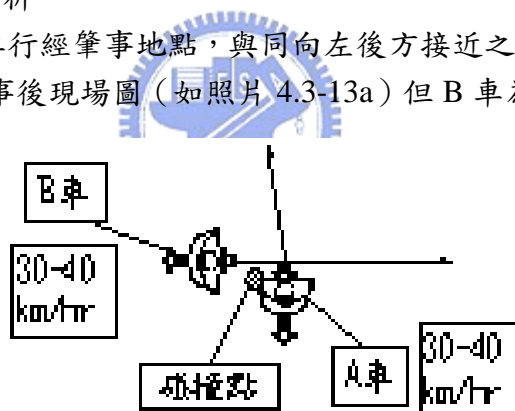 析
車行經肇事地點，與同向左後方接近之
事後現場圖（如照片 4.3-13a）但 B 車為
B車
30-40
km/hr
碰撞點
A車
30-40
km/hr